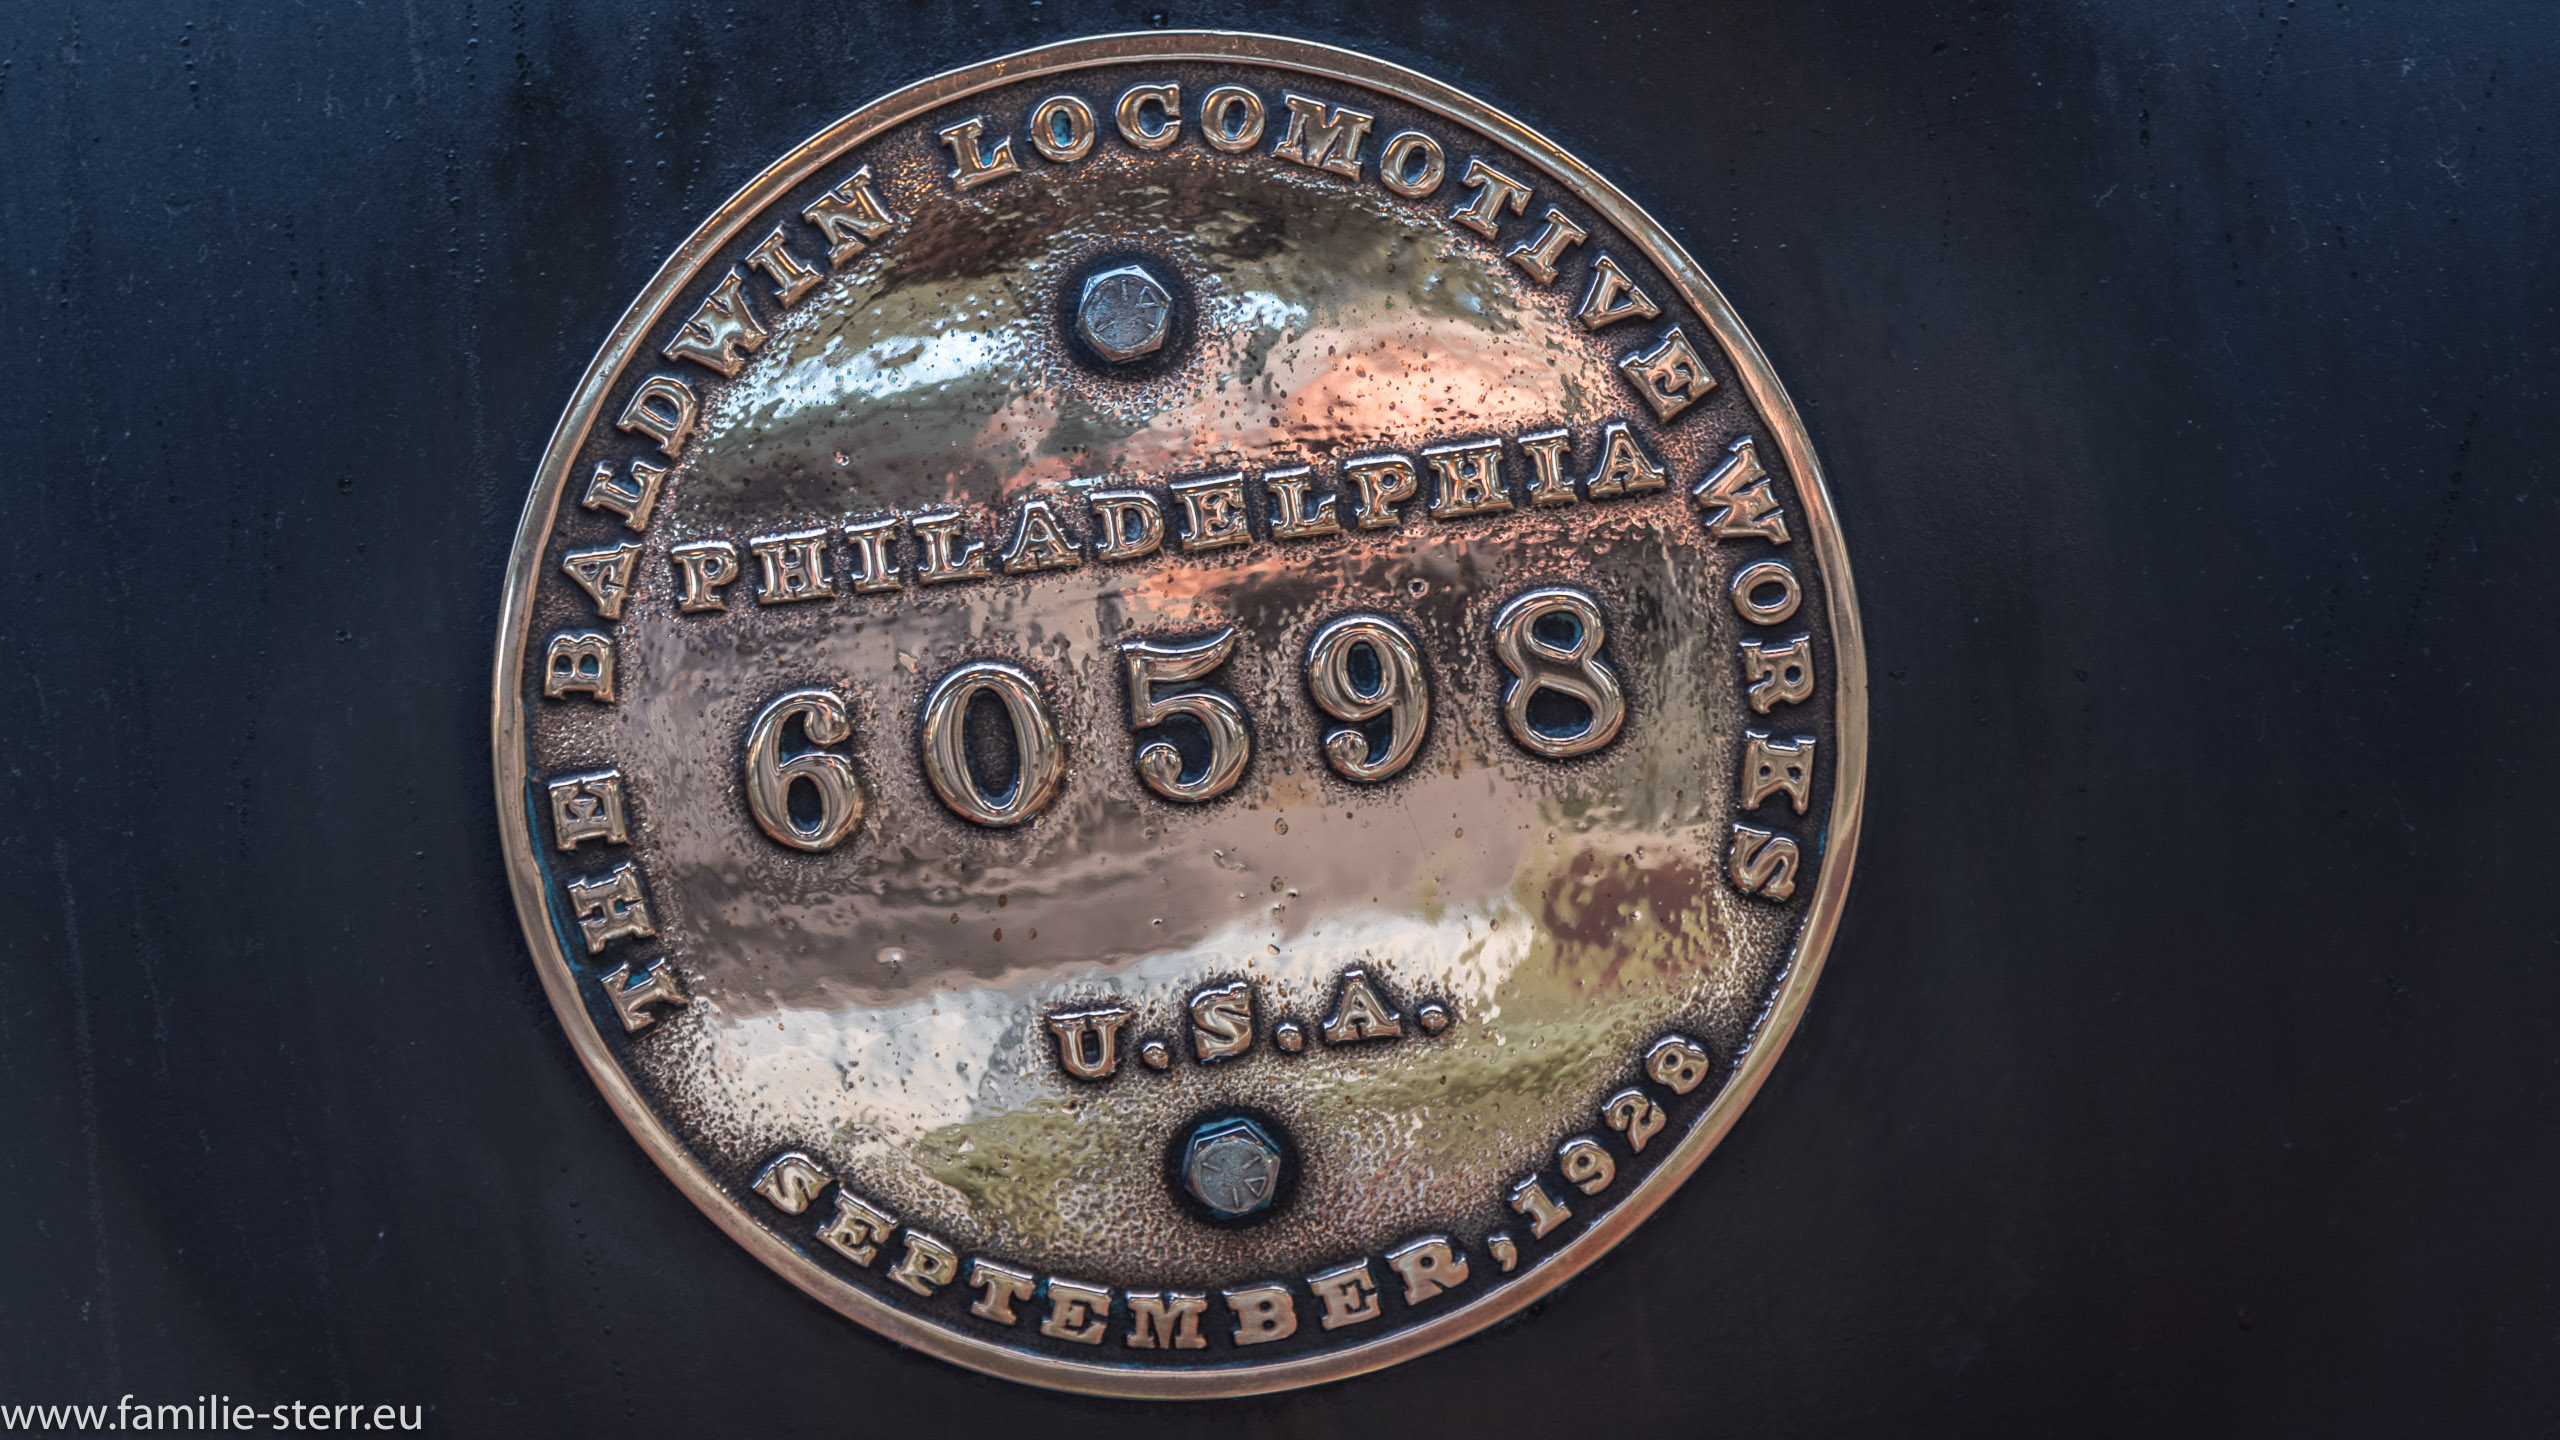 THE BALDWIN LOCOMOTIVE WORKS
PHILADELPHIA
60598
U.S.A.
SEPTEMBER, 1928
www.familie-sterr.eu